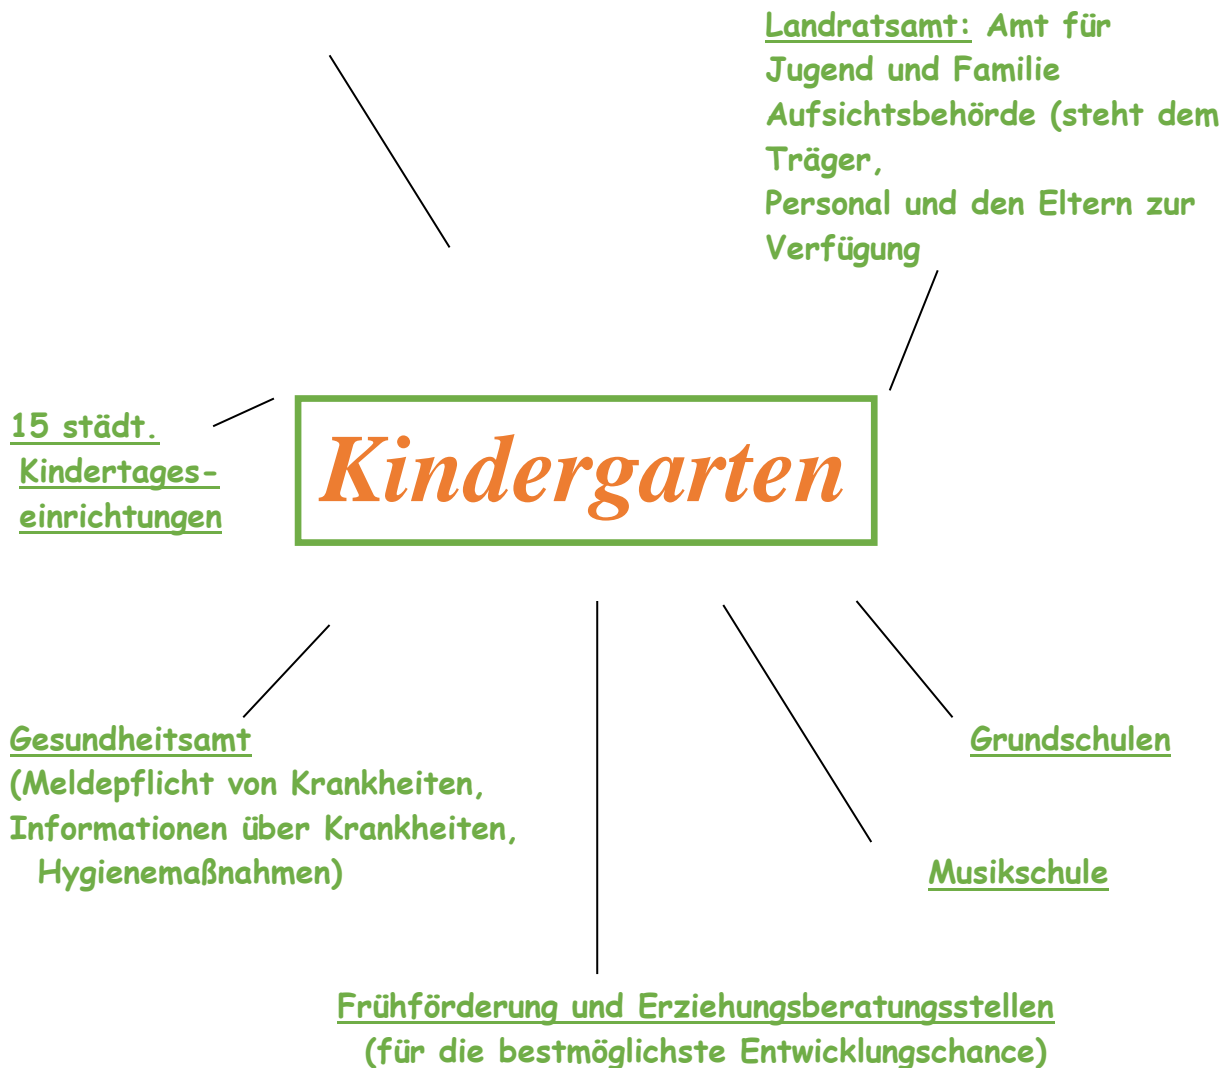 Landratsamt: Amt für
Jugend und Familie
Aufsichtsbehörde (steht dem
Träger,
Personal und den Eltern zur
Verfügung
15 städt.
Kindertages-
einrichtungen
Kindergarten
Gesundheitsamt
(Meldepflicht von Krankheiten,
Informationen über Krankheiten,
Hygienemaßnahmen)
Grundschulen
Musikschule
Frühförderung und Erziehungsberatungsstellen
(für die bestmöglichste Entwicklungschance)